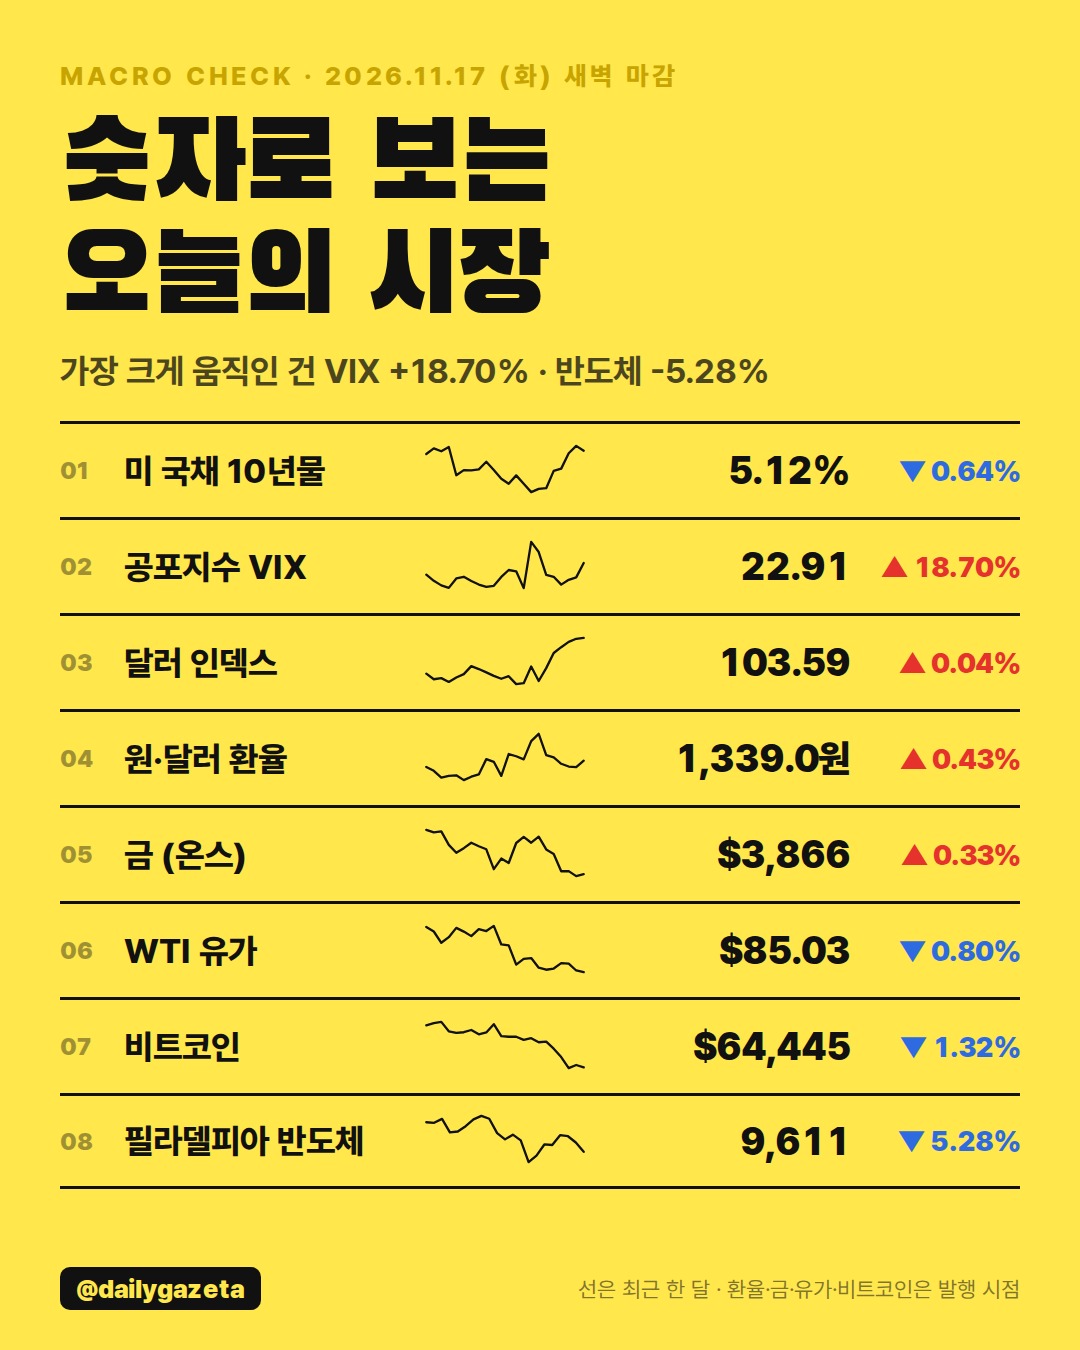 MACRO CHECK · 2026.11.17 (화) 새벽 마감
숫자로 보는
오늘의 시장
가장 크게 움직인 건 VIX +18.70% · 반도체 -5.28%
01 미 국채 10년물 5.12% ▼ 0.64%
02 공포지수 VIX 22.91 ▲ 18.70%
03 달러 인덱스 103.59 ▲ 0.04%
04 원·달러 환율 1,339.0원 ▲ 0.43%
05 금 (온스) $3,866 ▲ 0.33%
06 WTI 유가 $85.03 ▼ 0.80%
07 비트코인 $64,445 ▼ 1.32%
08 필라델피아 반도체 9,611 ▼ 5.28%
@dailygazeta
선은 최근 한 달 · 환율·금·유가·비트코인은 발행 시점